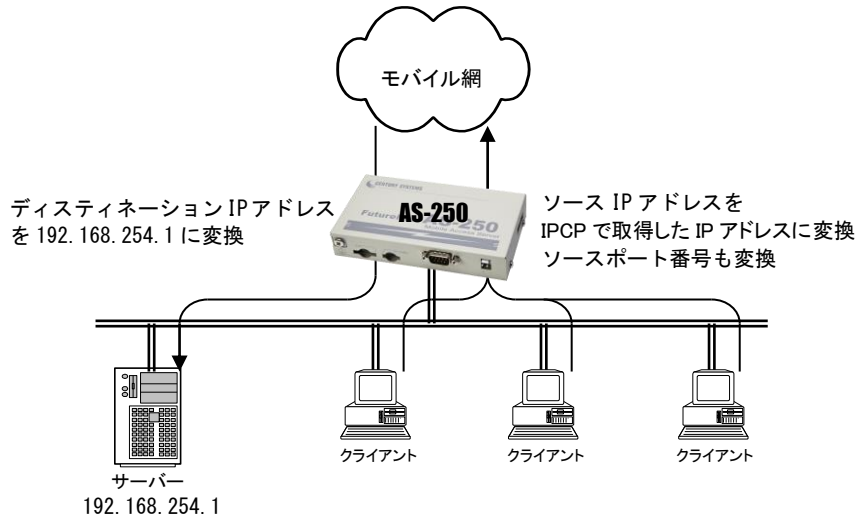 モバイル網
CENTURY SYSTEMS
AS-250
ディスティネーション IP アドレス
を 192.168.254.1 に変換
ソース IP アドレスを
IPCP で取得した IP アドレスに変換
ソースポート番号も変換
サーバー
192.168.254.1
クライアント
クライアント
クライアント